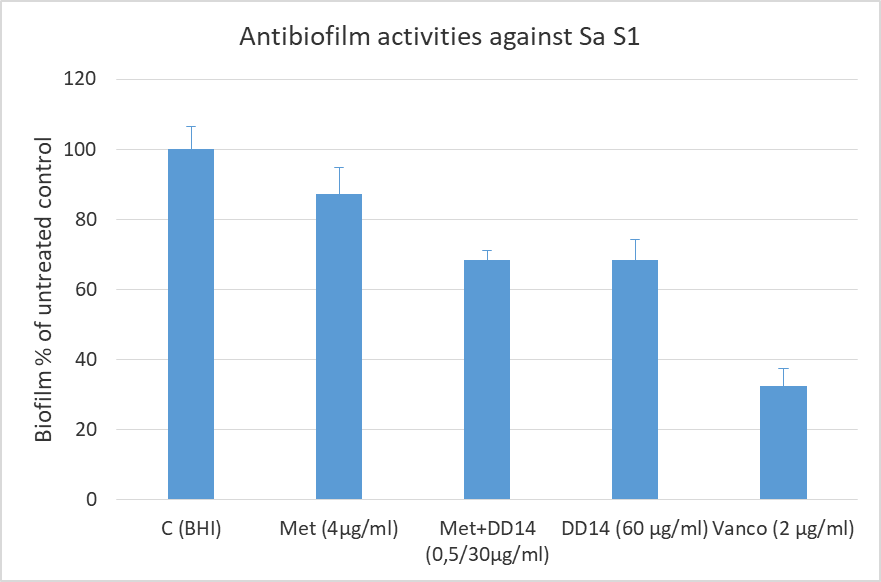 Antibiofilm activities against Sa S1
Biofilm % of untreated control
120
100
80
60
40
20
0
C (BHI)
Met (4µg/ml)
Met+DD14
(0,5/30µg/ml)
DD14 (60 µg/ml)
Vanco (2 µg/ml)